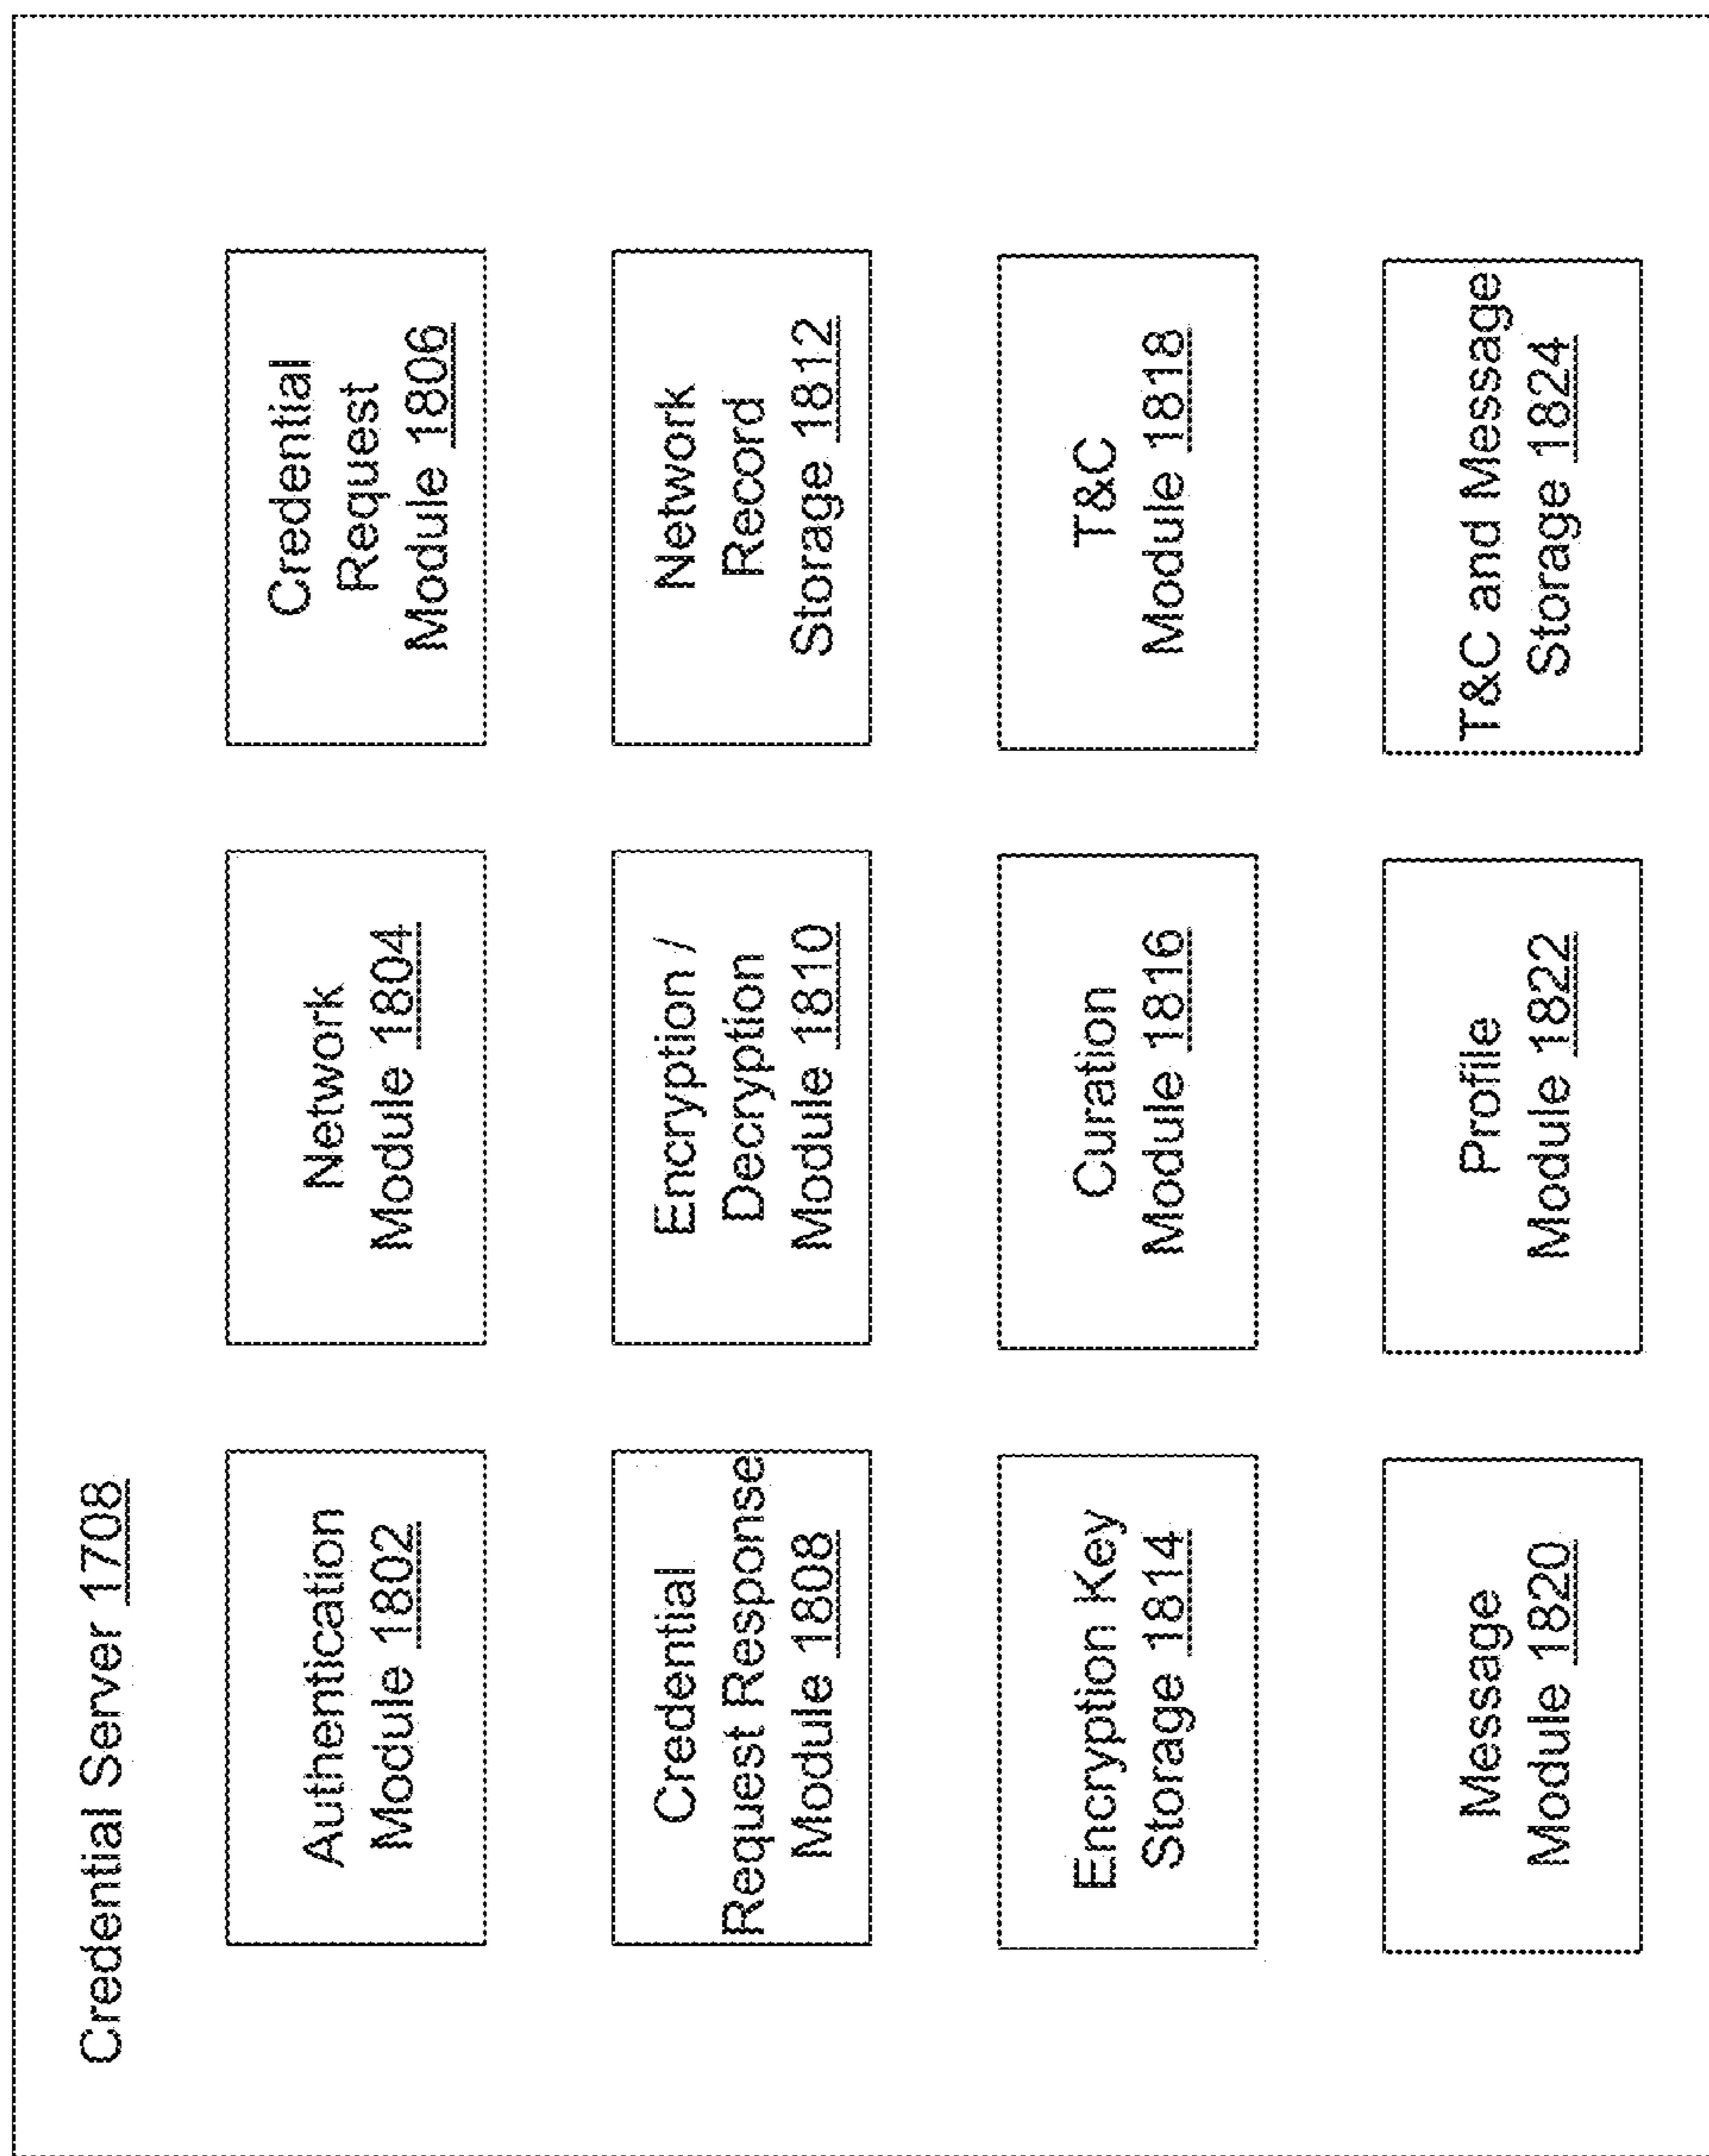 Credential Server 1708
Authentication
Module 1802
Network
Module 1804
Credential
Request
Module 1806
Credential
Request Response
Module 1808
Encryption /
Decryption
Module 1810
Network
Record
Storage 1812
Encryption Key
Storage 1814
Curation
Module 1816
T&C
Module 1818
Message
Module 1820
Profile
Module 1822
T&C and Message
Storage 1824